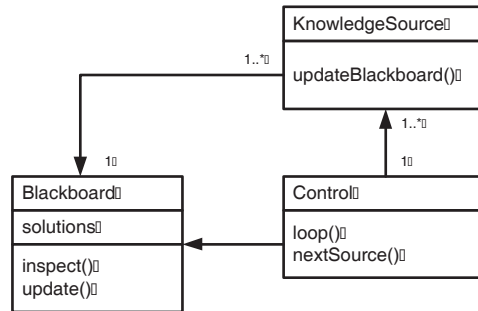 KnowledgeSource
updateBlackboard()
1..*
1..*
1
1
Blackboard
Control
solutions
loop()
nextSource()
inspect()
update()